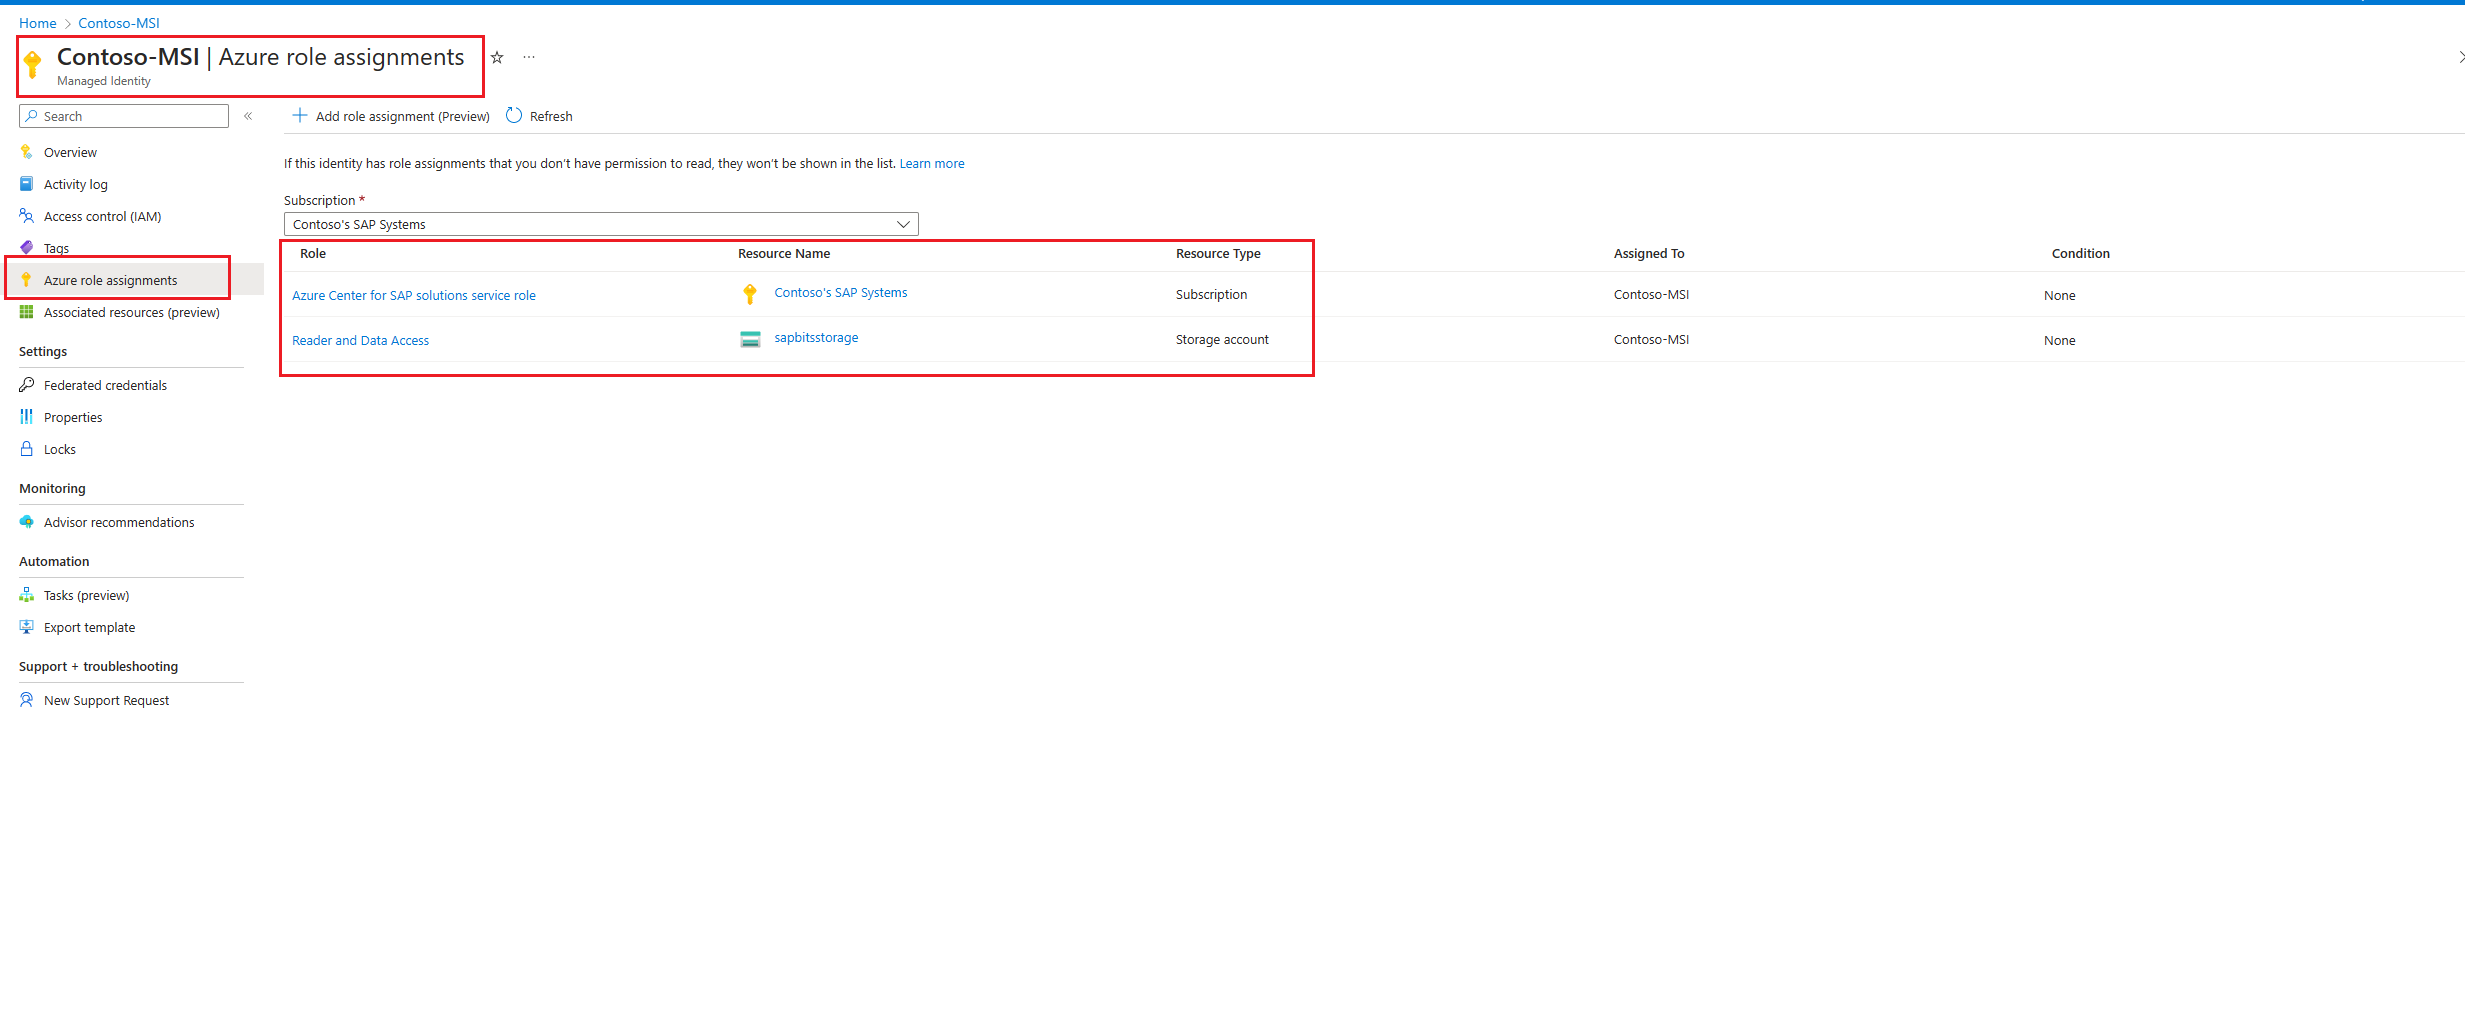 Home > Contoso-MSI
Contoso-MSI | Azure role assignments ...
Managed Identity
Search «
+ Add role assignment (Preview) Refresh
Overview
Activity log
Access control (IAM)
Tags
Azure role assignments
Associated resources (preview)
Settings
Federated credentials
Properties
Locks
Monitoring
Advisor recommendations
Automation
Tasks (preview)
Export template
Support + troubleshooting
New Support Request
If this identity has role assignments that you don't have permission to read, they won't be shown in the list. Learn more
Subscription *
Contoso's SAP Systems
Role Resource Name Resource Type Assigned To Condition
Azure Center for SAP solutions service role Contoso's SAP Systems Subscription Contoso-MSI None
Reader and Data Access sapbitsstorage Storage account Contoso-MSI None